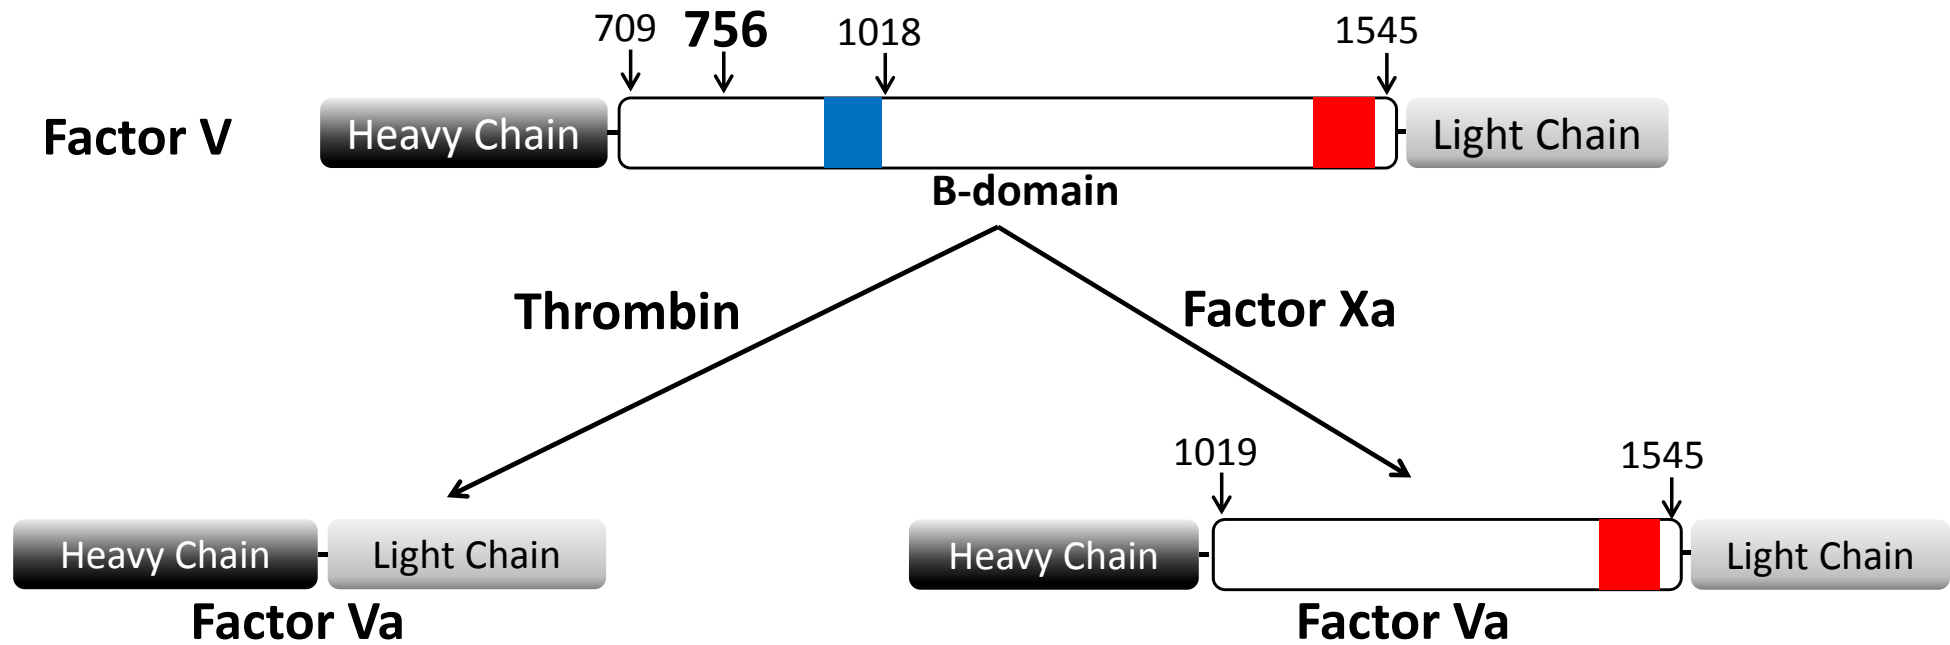 709 756 1018 1545
Factor V Heavy Chain Light Chain
B-domain
Thrombin Factor Xa
1019 1545
Heavy Chain Light Chain Heavy Chain Light Chain
Factor Va Factor Va